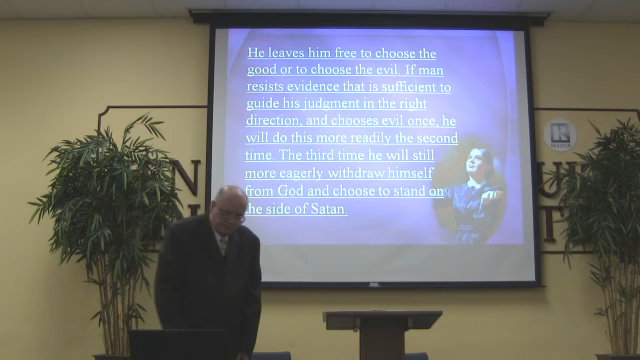 He leaves him free to choose the
good or to choose the evil. If man
resists evidence that is sufficient to
guide his judgment in the right
direction, and chooses evil once, he
will do this more readily the second
time. The third time he will still
more eagerly withdraw himself
from God and choose to stand on
the side of Satan.
R
REALTOR
N
U
T